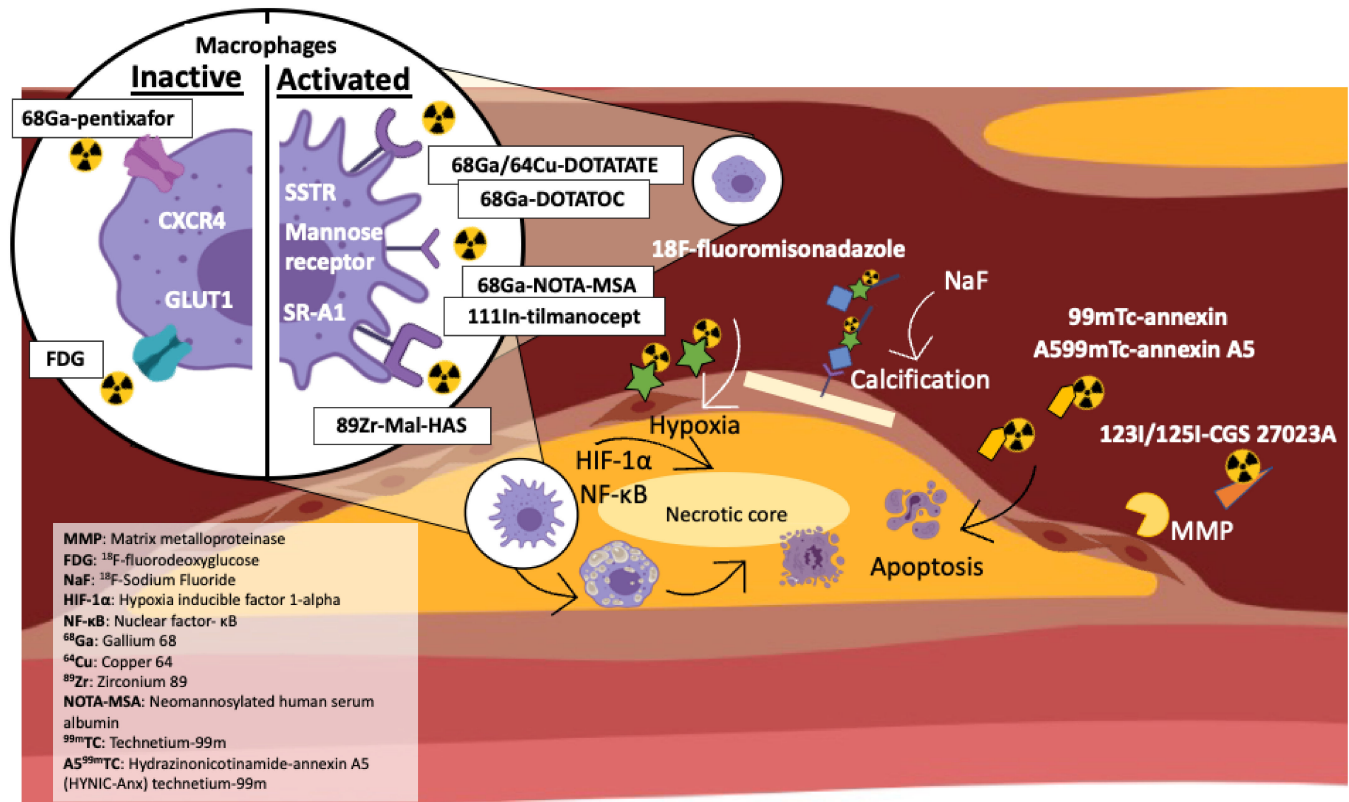 Macrophages
Inactive
Activated
68Ga-pentixafor
CXCR4
GLUT1
FDG
SSTR
Mannose
receptor
SR-A1
68Ga/64Cu-DOTATATE
68Ga-DOTATOC
68Ga-NOTA-MSA
111In-tilmanocept
89Zr-Mal-HAS
18F-fluoromisonadazole
NaF
Calcification
99mTc-annexin
A599mTc-annexin A5
123I/125I-CGS 27023A
MMP
Hypoxia
HIF-1α
NF-κB
Necrotic core
Apoptosis
MMP: Matrix metalloproteinase
FDG: ¹⁸F-fluorodeoxyglucose
NaF: ¹⁸F-Sodium Fluoride
HIF-1α: Hypoxia inducible factor 1-alpha
NF-κB: Nuclear factor- κB
⁶⁸Ga: Gallium 68
⁶⁴Cu: Copper 64
⁸⁹Zr: Zirconium 89
NOTA-MSA: Neomannosylated human serum
albumin
⁹⁹ᵐTC: Technetium-99m
A5⁹⁹ᵐTC: Hydrazinonicotinamide-annexin A5
(HYNIC-Anx) technetium-99m